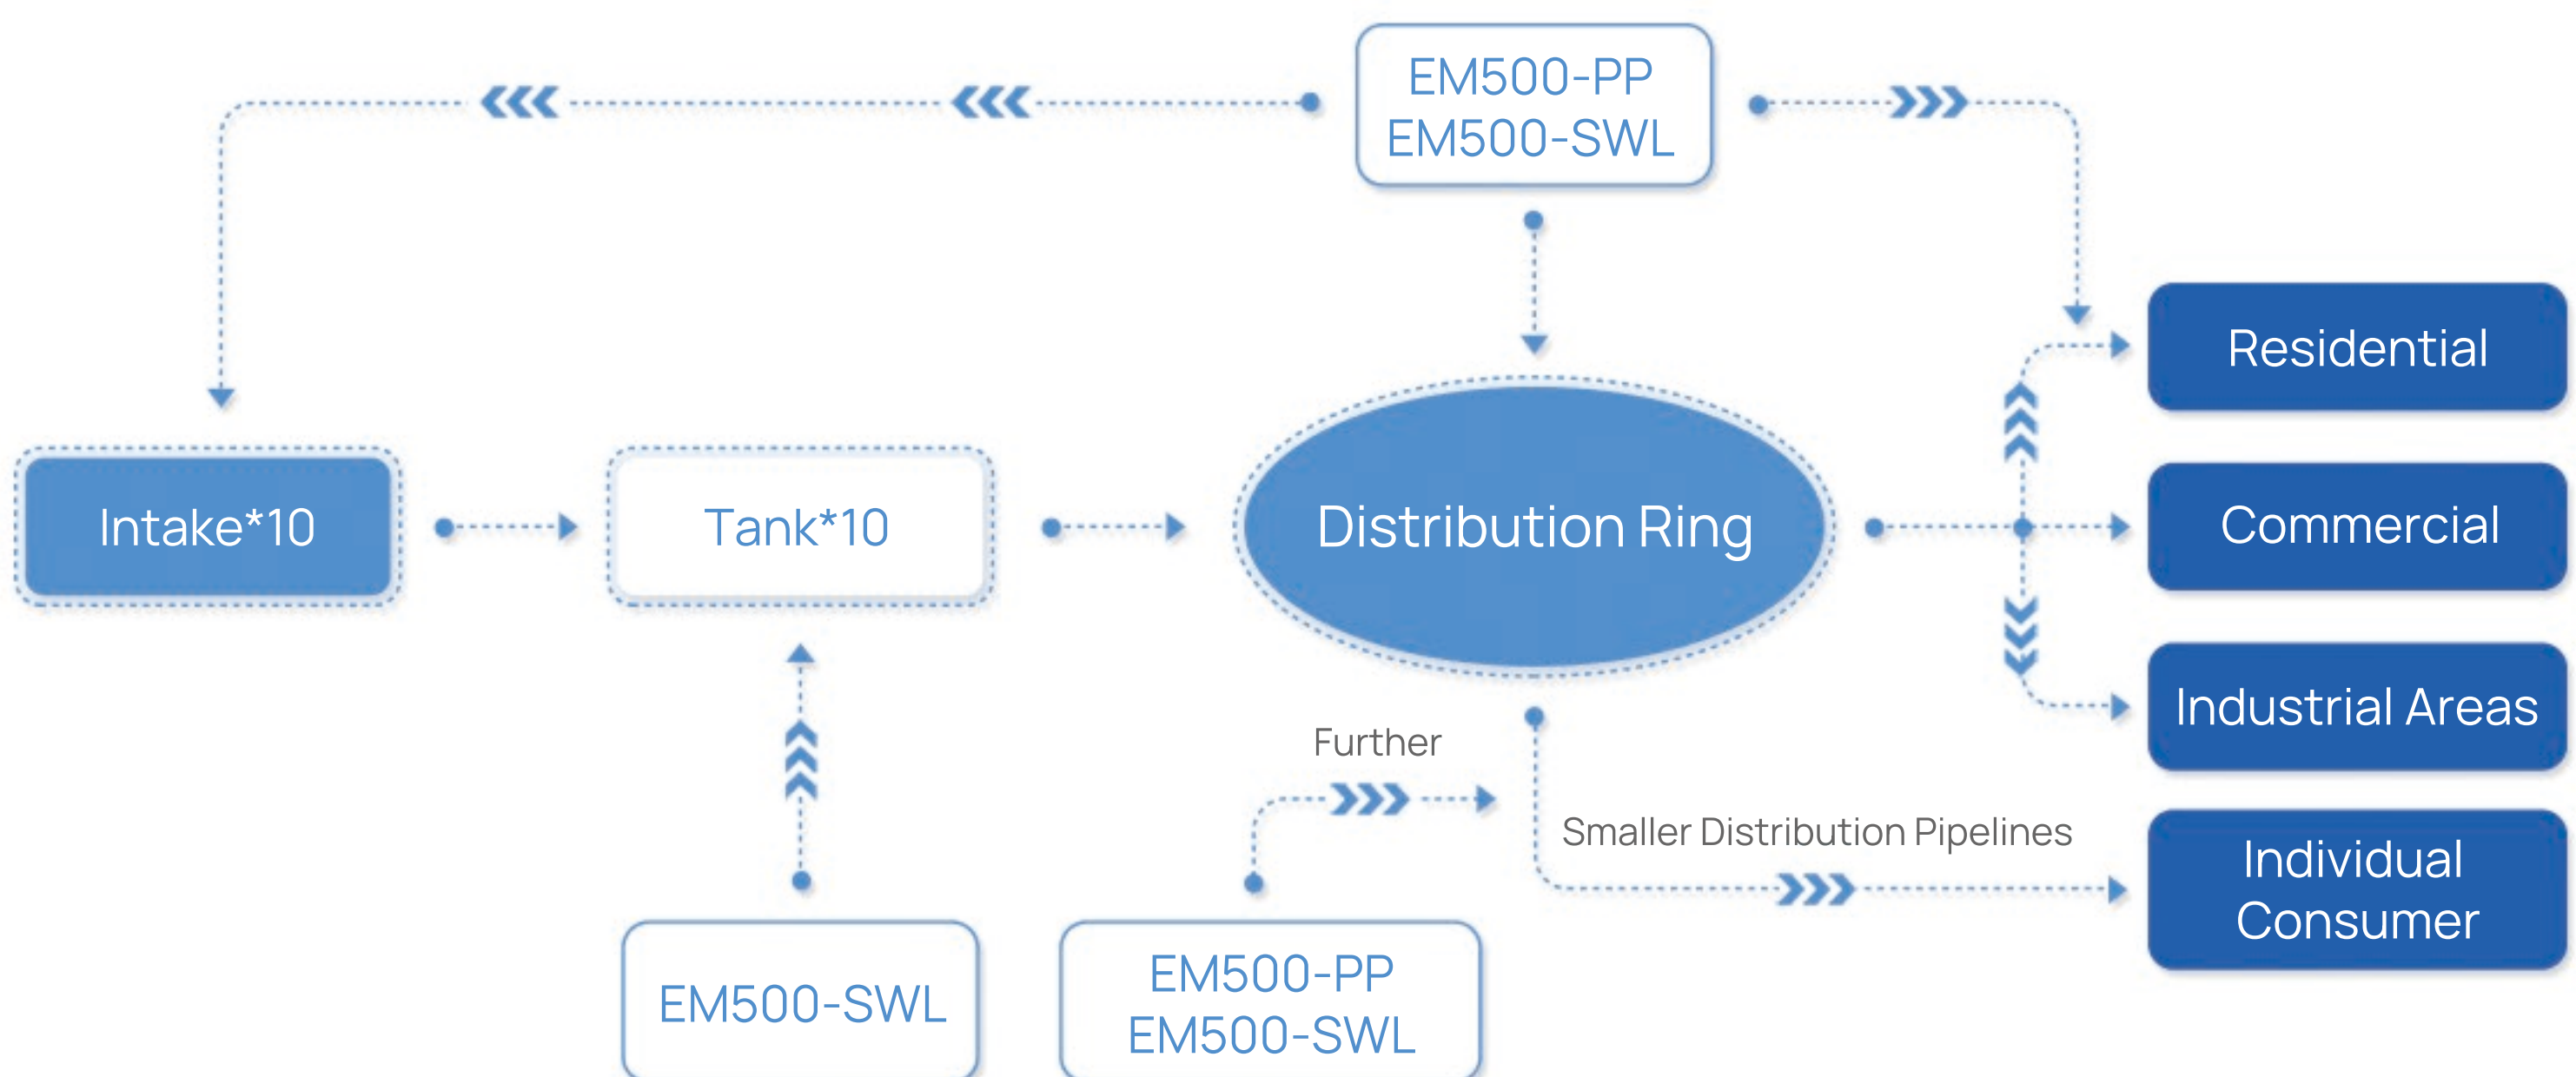 EM500-PP
EM500-SWL
Residential
Intake*10
Tank*10
Distribution Ring
Commercial
Industrial Areas
Further
Smaller Distribution Pipelines
Individual
Consumer
EM500-SWL
EM500-PP
EM500-SWL